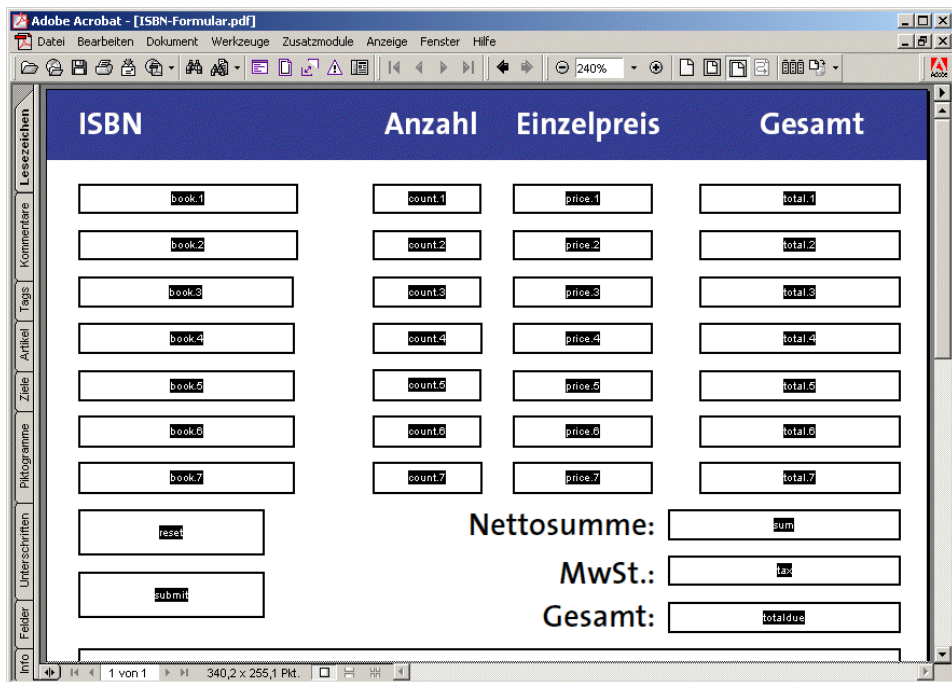 Adobe Acrobat - [ISBN-Formular.pdf]
Datei Bearbeiten Dokument Werkzeuge Zusatzmodule Anzeige Fenster Hilfe
240%
Adobe
Lesezeichen
Kommentare
Tags
Artikel
Ziele
Piktogramme
Unterschriften
Felder
Info
ISBN Anzahl Einzelpreis Gesamt
book.1 count.1 price.1 total.1
book.2 count.2 price.2 total.2
book.3 count.3 price.3 total.3
book.4 count.4 price.4 total.4
book.5 count.5 price.5 total.5
book.6 count.6 price.6 total.6
book.7 count.7 price.7 total.7
reset Nettosumme: sum
MwSt.: tax
submit Gesamt: totaldue
1 von 1 340,2 x 255,1 Pkt.